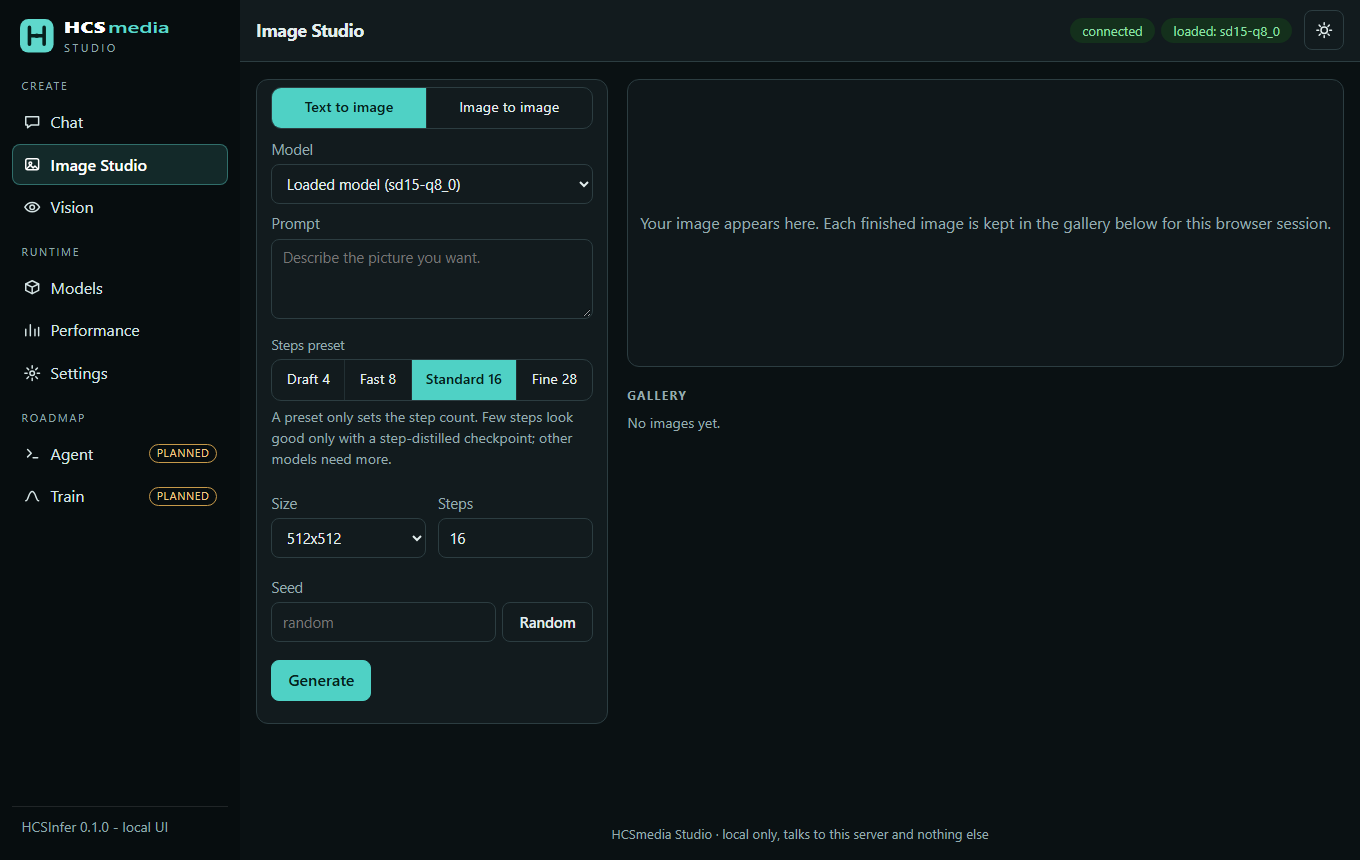 HCSmedia
STUDIO
CREATE
Chat
Image Studio
Vision
RUNTIME
Models
Performance
Settings
ROADMAP
Agent PLANNED
Train PLANNED
HCSInfer 0.1.0 - local UI
Image Studio
connected
loaded: sd15-q8_0
Text to image
Image to image
Model
Loaded model (sd15-q8_0)
Prompt
Describe the picture you want.
Steps preset
Draft 4
Fast 8
Standard 16
Fine 28
A preset only sets the step count. Few steps look
good only with a step-distilled checkpoint; other
models need more.
Size
Steps
512x512
16
Seed
random
Random
Generate
Your image appears here. Each finished image is kept in the gallery below for this browser session.
GALLERY
No images yet.
HCSmedia Studio · local only, talks to this server and nothing else